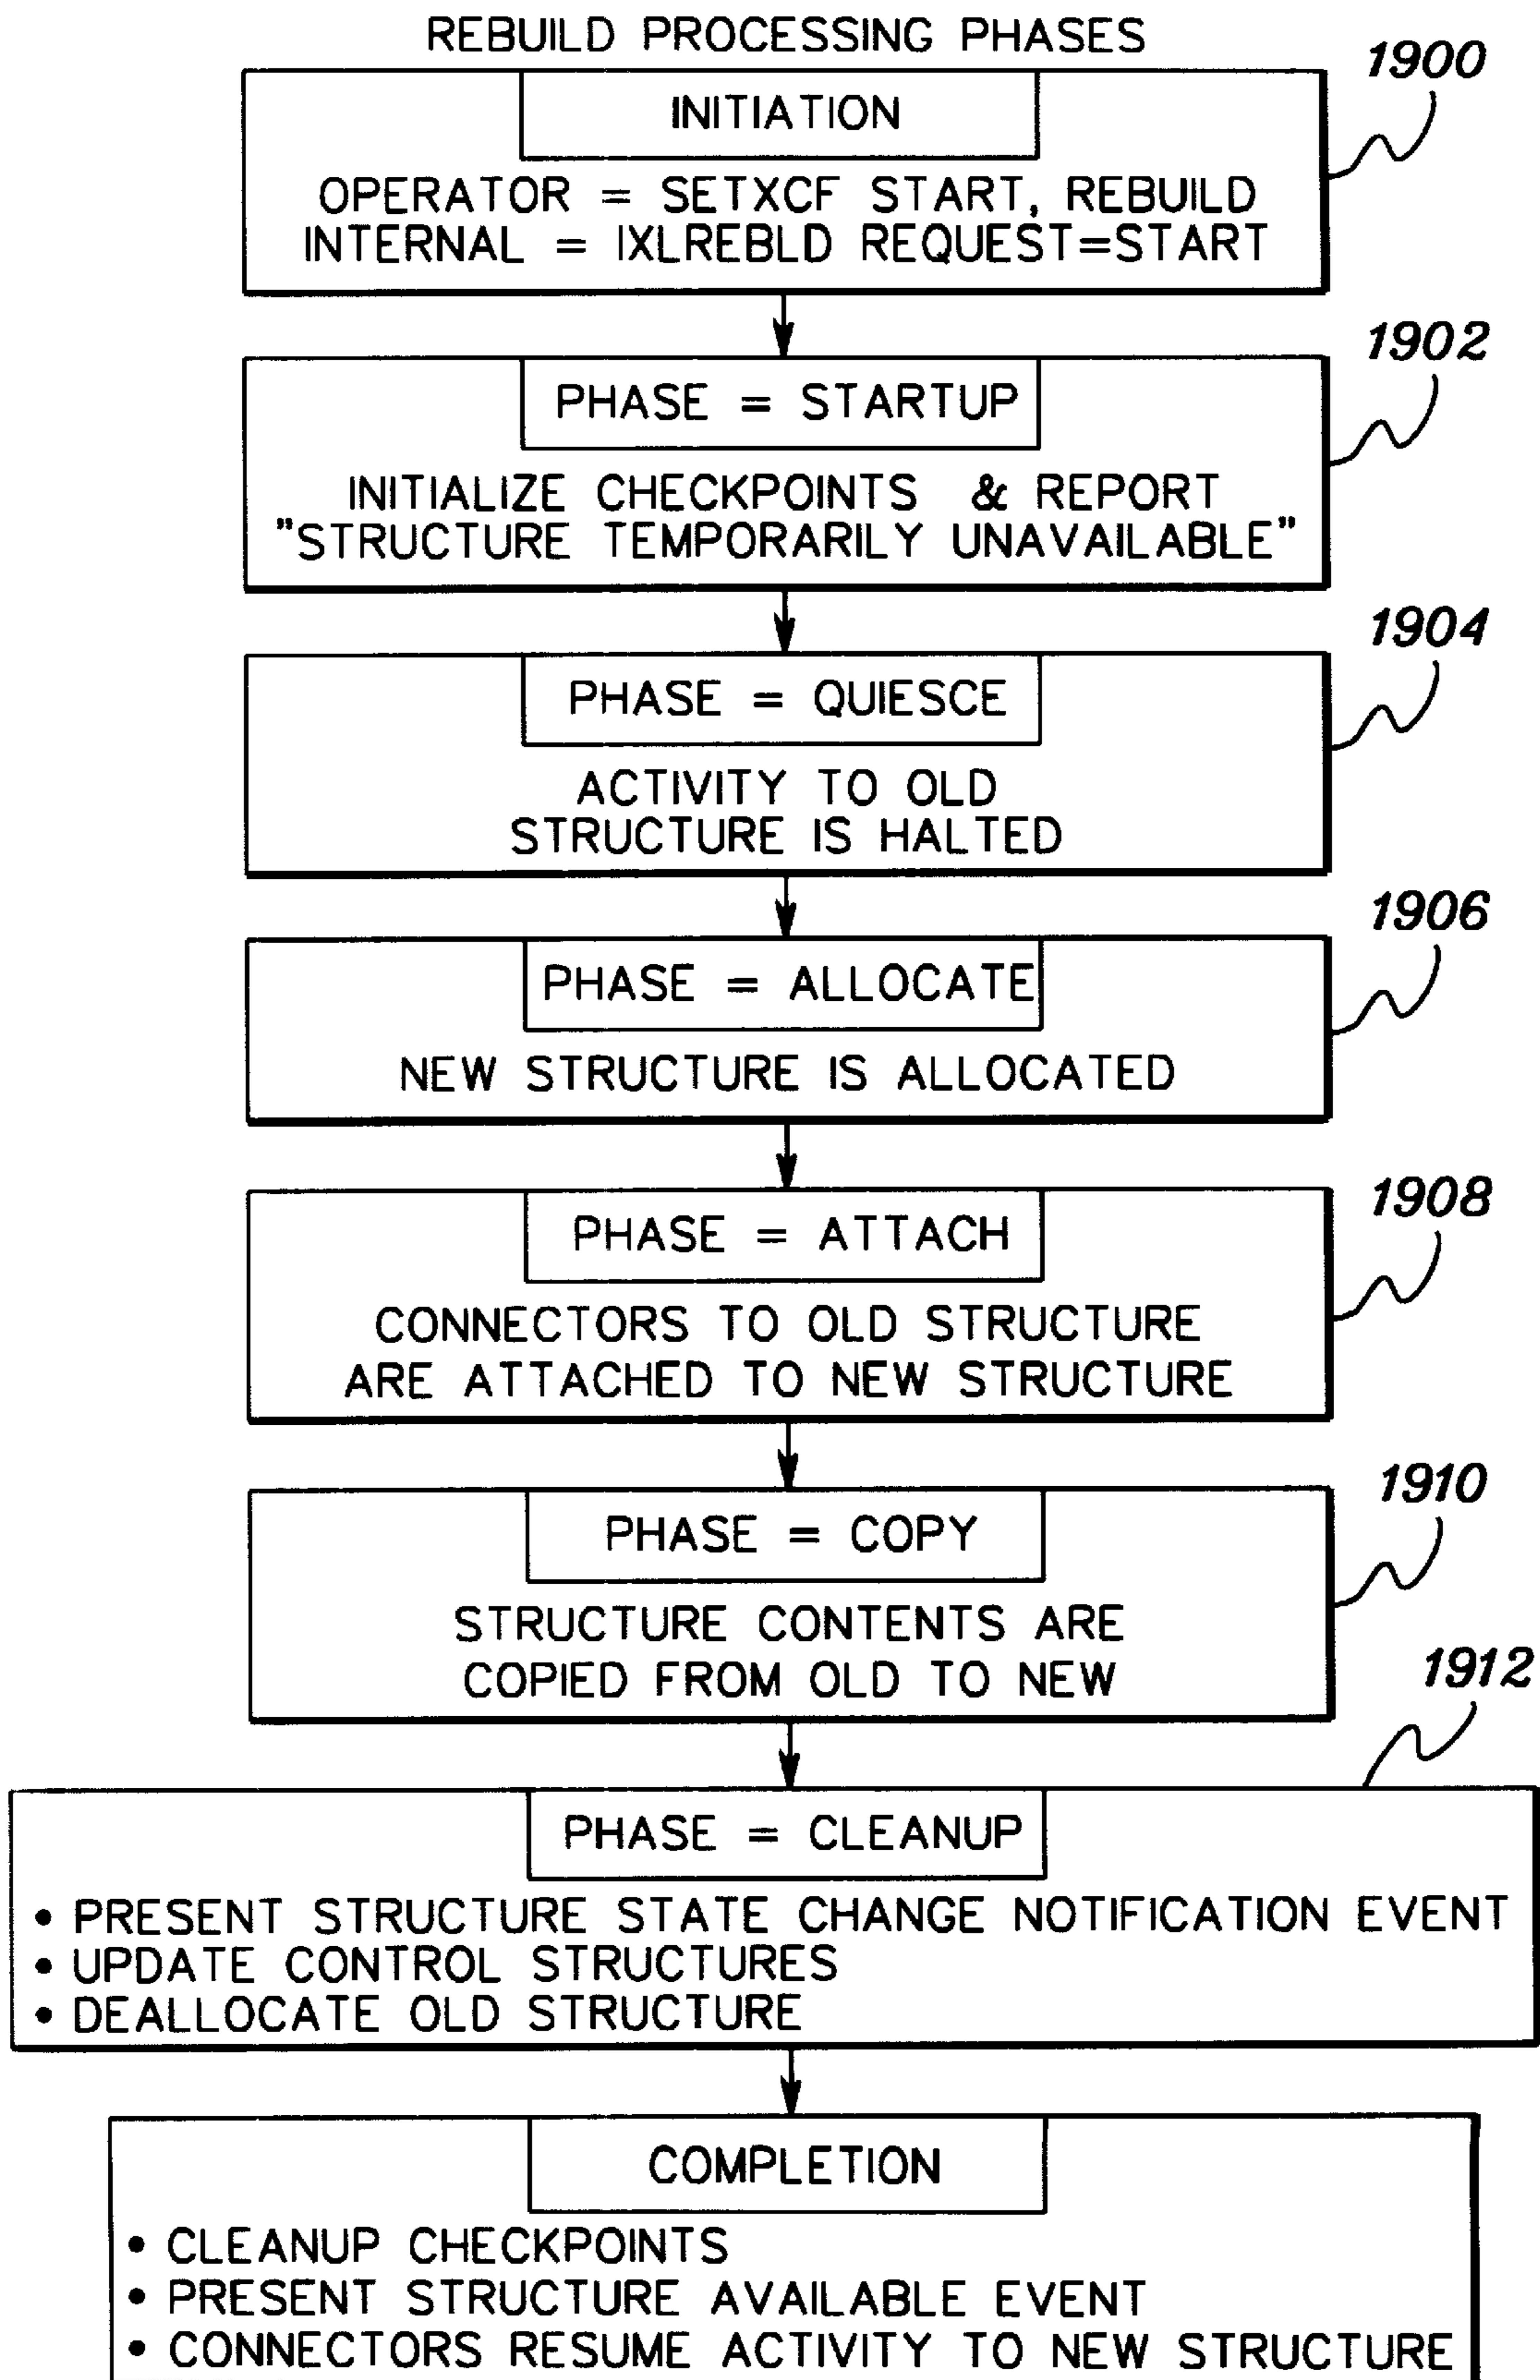 REBUILD PROCESSING PHASES
1900
INITIATION
OPERATOR = SETXCF START, REBUILD
INTERNAL = IXLREBLD REQUEST=START
1902
PHASE = STARTUP
INITIALIZE CHECKPOINTS & REPORT
"STRUCTURE TEMPORARILY UNAVAILABLE"
1904
PHASE = QUIESCE
ACTIVITY TO OLD
STRUCTURE IS HALTED
1906
PHASE = ALLOCATE
NEW STRUCTURE IS ALLOCATED
1908
PHASE = ATTACH
CONNECTORS TO OLD STRUCTURE
ARE ATTACHED TO NEW STRUCTURE
1910
PHASE = COPY
STRUCTURE CONTENTS ARE
COPIED FROM OLD TO NEW
1912
PHASE = CLEANUP
• PRESENT STRUCTURE STATE CHANGE NOTIFICATION EVENT
• UPDATE CONTROL STRUCTURES
• DEALLOCATE OLD STRUCTURE
COMPLETION
• CLEANUP CHECKPOINTS
• PRESENT STRUCTURE AVAILABLE EVENT
• CONNECTORS RESUME ACTIVITY TO NEW STRUCTURE